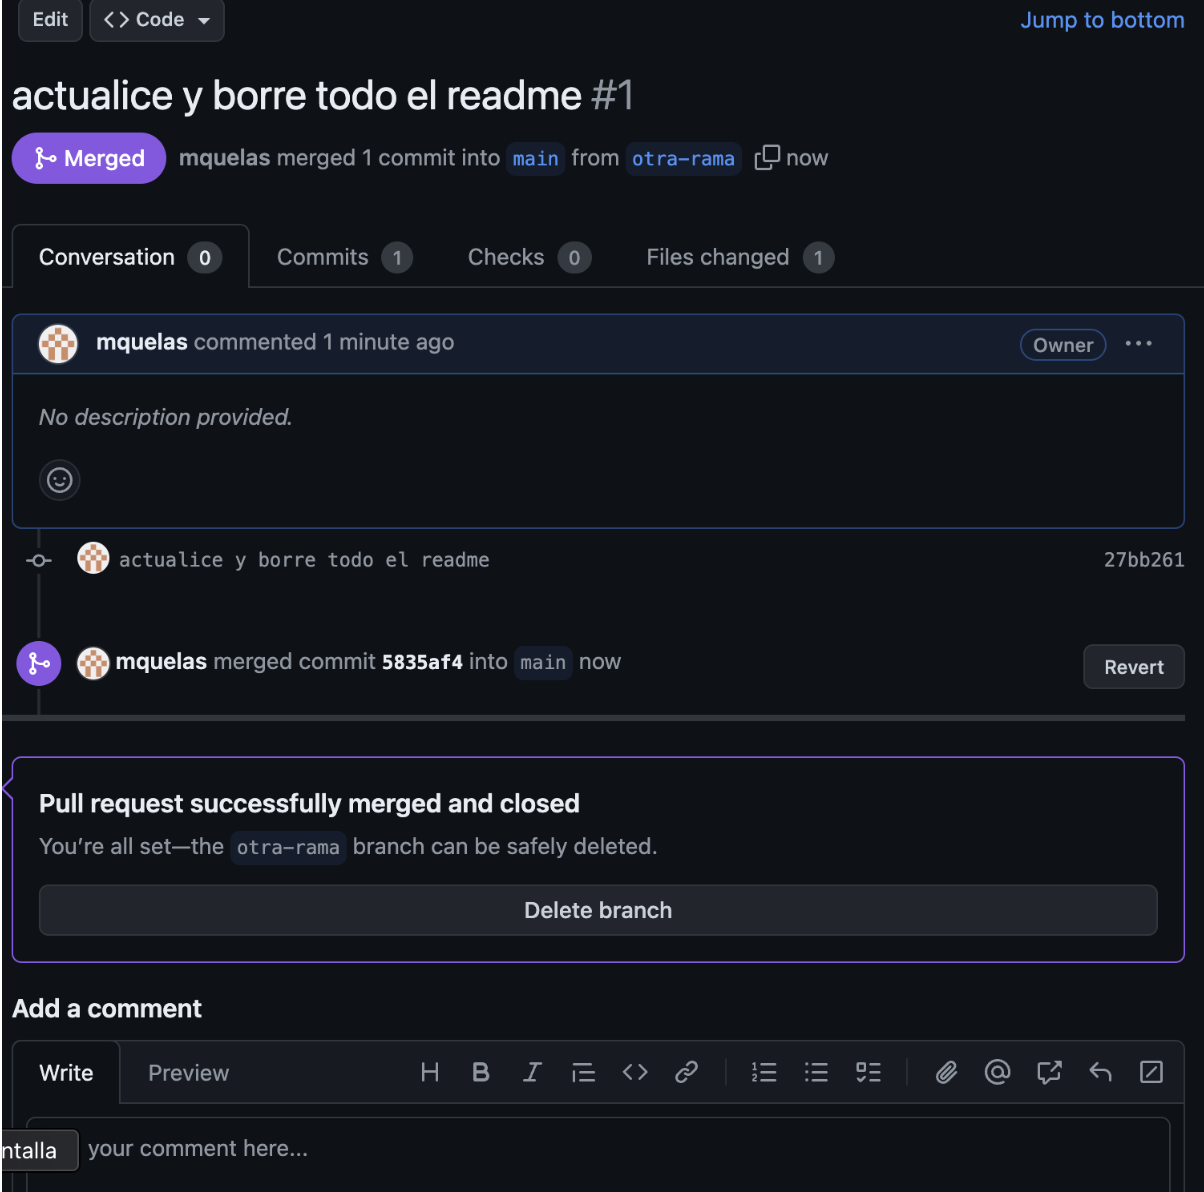 Edit <> Code Jump to bottom
actualice y borre todo el readme #1
Merged mquelas merged 1 commit into main from otra-rama now
Conversation 0 Commits 1 Checks 0 Files changed 1
mquelas commented 1 minute ago Owner ...
No description provided.
actualice y borre todo el readme 27bb261
mquelas merged commit 5835af4 into main now Revert
Pull request successfully merged and closed
You're all set—the otra-rama branch can be safely deleted.
Delete branch
Add a comment
Write Preview H B I <> @
ntalla your comment here...